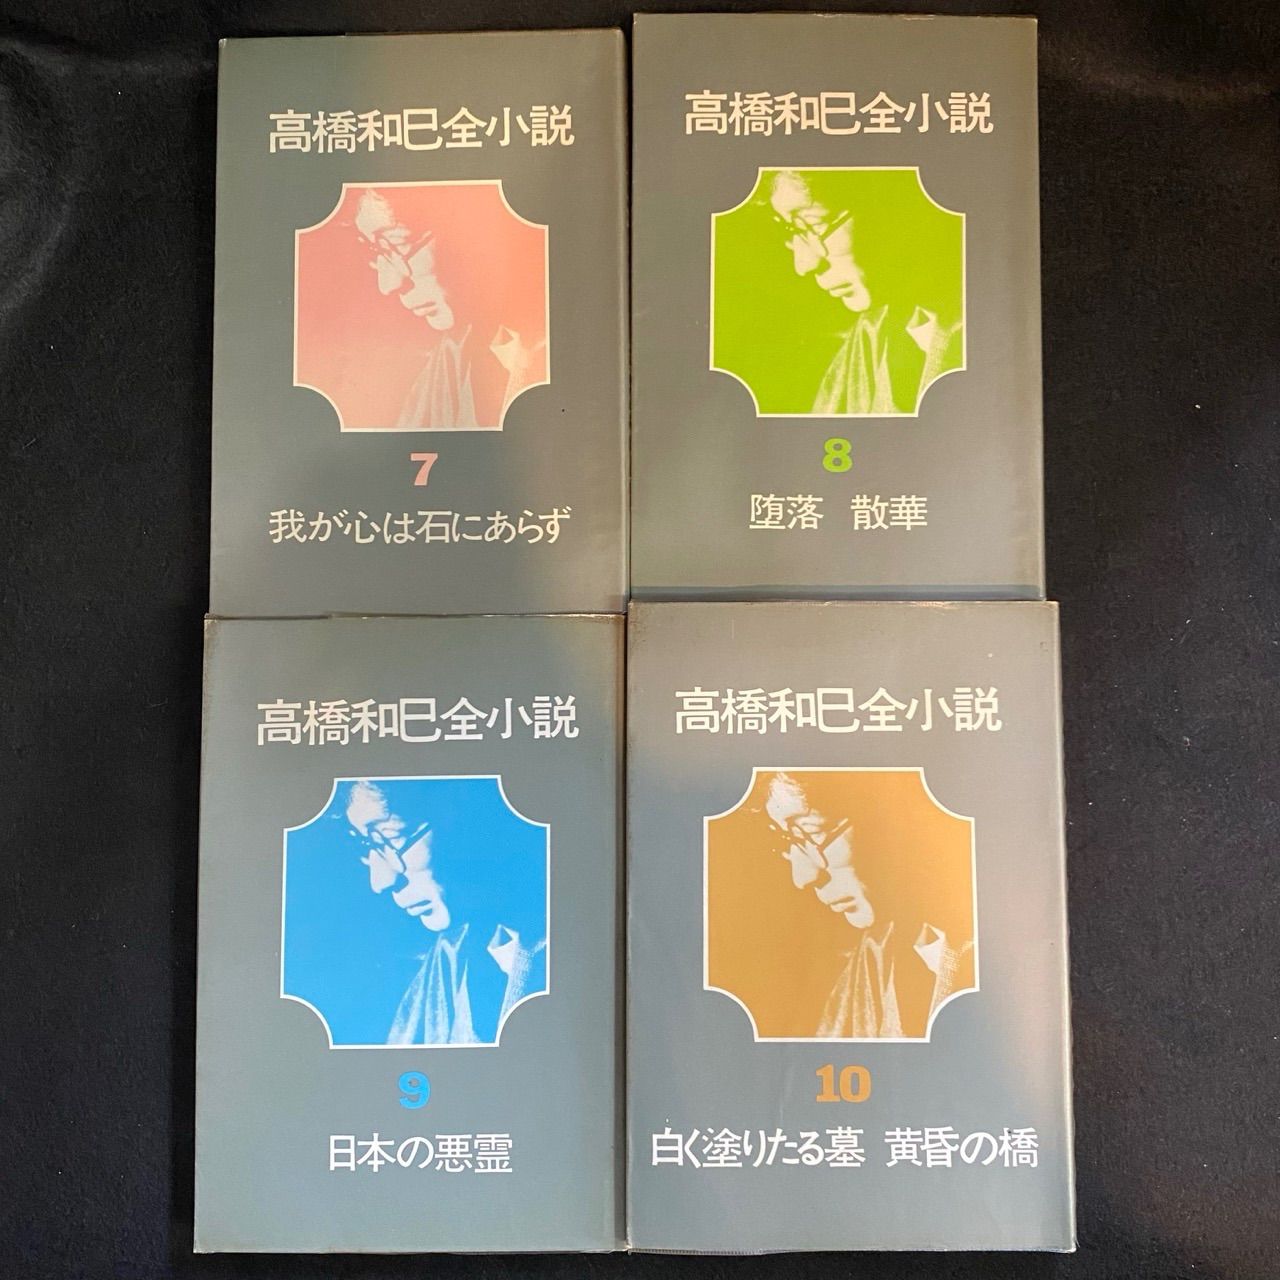 高橋和巳全小説
7
我が心は石にあらず
高橋和巳全小説
8
堕落 散華
高橋和巳全小説
9
日本の悪霊
高橋和巳全小説
10
白く塗りたる墓 黄昏の橋